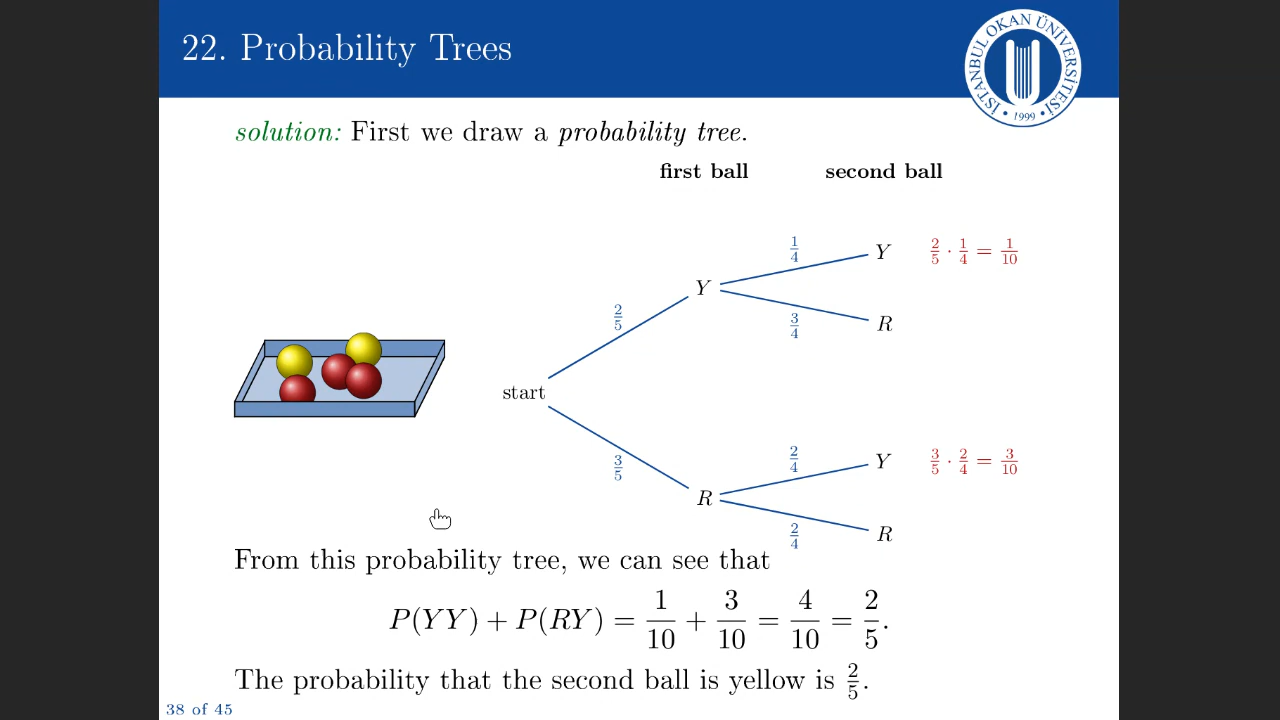 22. Probability Trees
İSTANBUL OKAN ÜNİVERSİTESİ
1999
solution: First we draw a probability tree.
first ball second ball
1/4 Y 2/5 · 1/4 = 1/10
Y
2/5
3/4 R
start
3/5
2/4 Y 3/5 · 2/4 = 3/10
R
2/4 R
From this probability tree, we can see that
P(YY) + P(RY) = 1/10 + 3/10 = 4/10 = 2/5.
The probability that the second ball is yellow is 2/5.
38 of 45